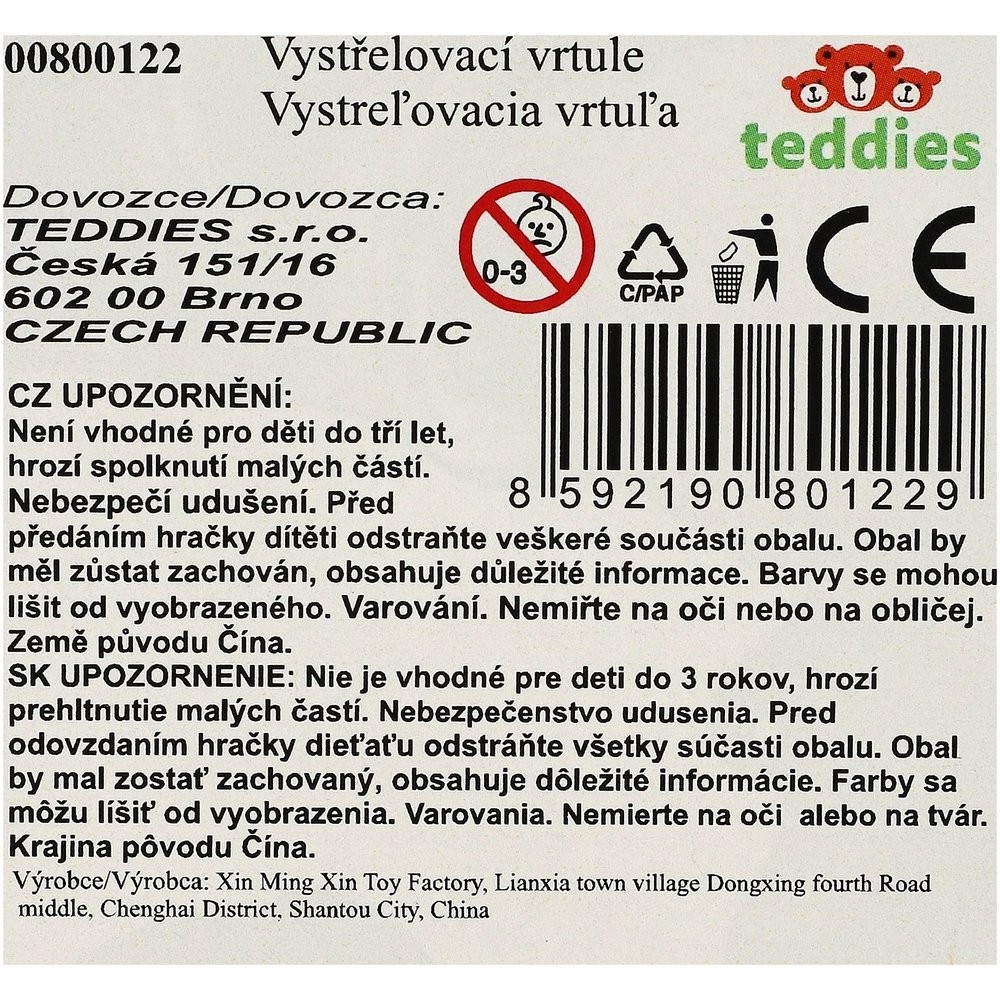 00800122
Vystřelovací vrtule
Vystreľovacia vrtuľa
teddies
Dovozce/Dovozca:
TEDDIES s.r.o.
Česká 151/16
602 00 Brno
CZECH REPUBLIC
0-3
C/PAP
CE
8 592190 801229
CZ UPOZORNĚNÍ:
Není vhodné pro děti do tří let,
hrozí spolknutí malých částí.
Nebezpečí udušení. Před
předáním hračky dítěti odstraňte veškeré součásti obalu. Obal by
měl zůstat zachován, obsahuje důležité informace. Barvy se mohou
lišit od vyobrazeného. Varování. Nemiřte na oči nebo na obličej.
Země původu Čína.
SK UPOZORNENIE: Nie je vhodné pre deti do 3 rokov, hrozí
prehltnutie malých častí. Nebezpečenstvo udusenia. Pred
odovzdaním hračky dieťaťu odstráňte všetky súčasti obalu. Obal
by mal zostať zachovaný, obsahuje dôležité informácie. Farby sa
môžu líšiť od vyobrazenia. Varovania. Nemierte na oči alebo na tvár.
Krajina pôvodu Čína.
Výrobce/Výrobca: Xin Ming Xin Toy Factory, Lianxia town village Dongxing fourth Road
middle, Chenghai District, Shantou City, China